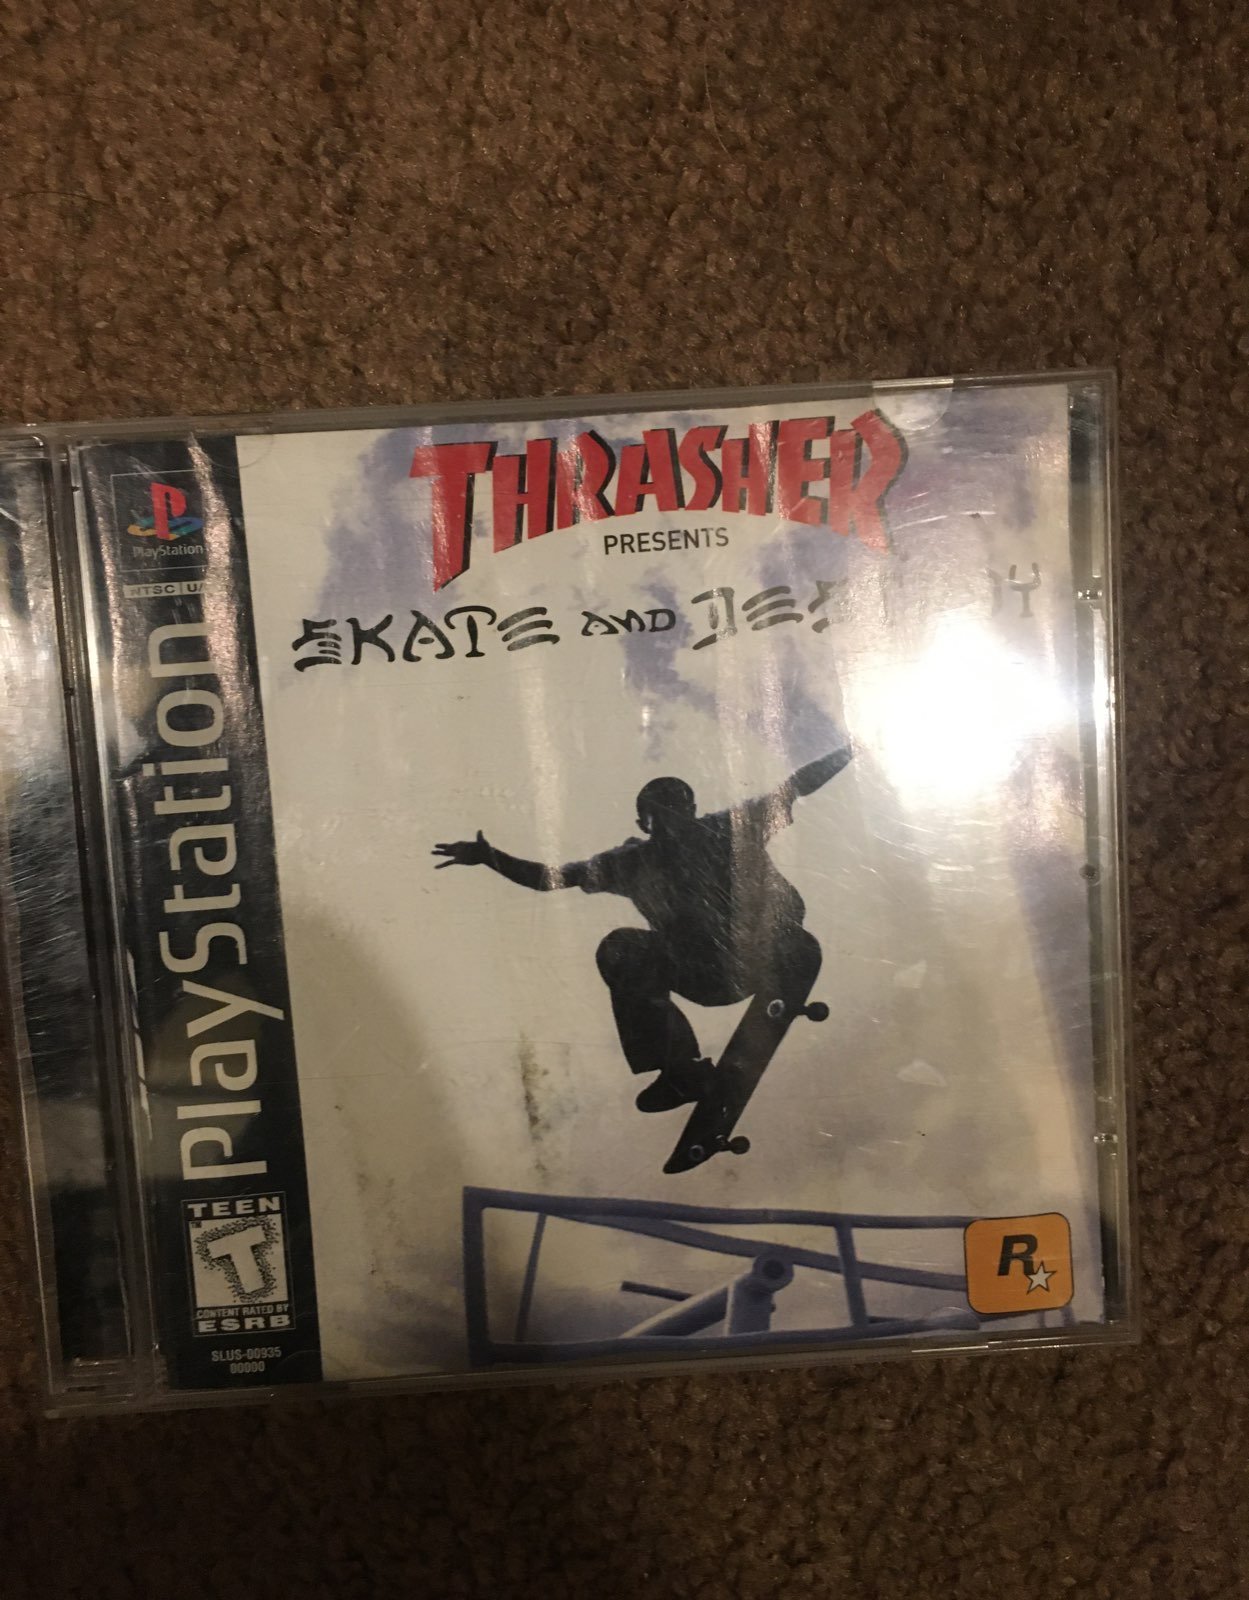 THRASHER
PRESENTS
SKATE AND
PlayStation
NTSC U/
PlayStation
TEEN
T
CONTENT RATED BY
ESRB
SLUS-00935
00000
R